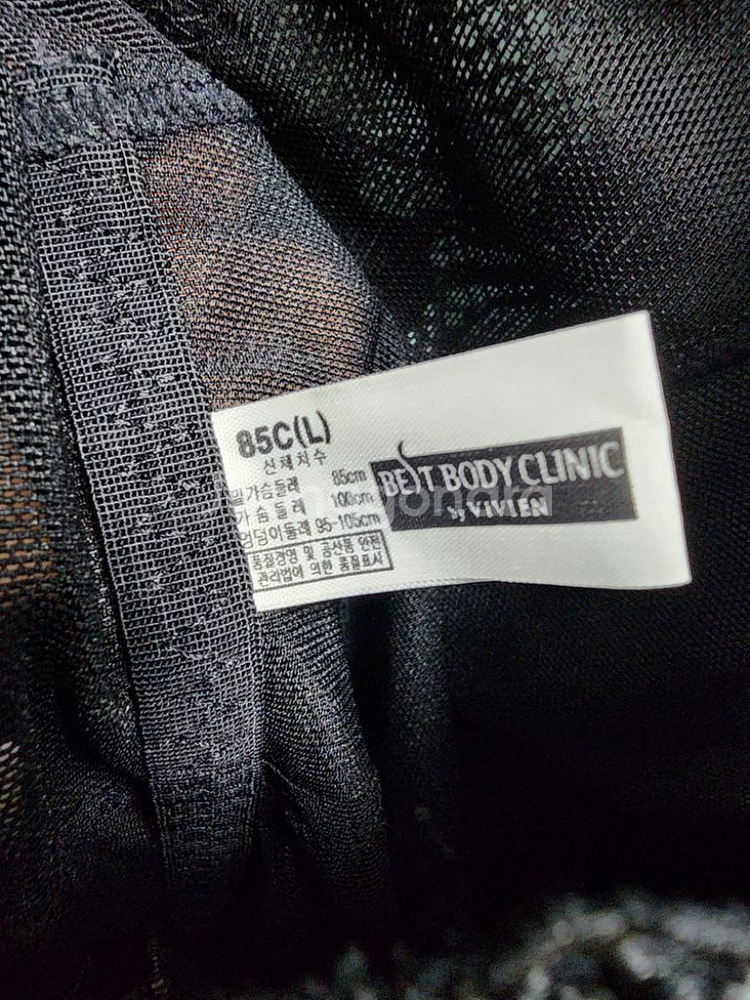 85C(L)
신체치수
밑가슴둘레 85cm
가슴둘레 100cm
엉덩이둘레 95-105cm
품질경영 및 공산품 안전
관리법에 의한 품질표시
BEST BODY CLINIC
by VIVIEN